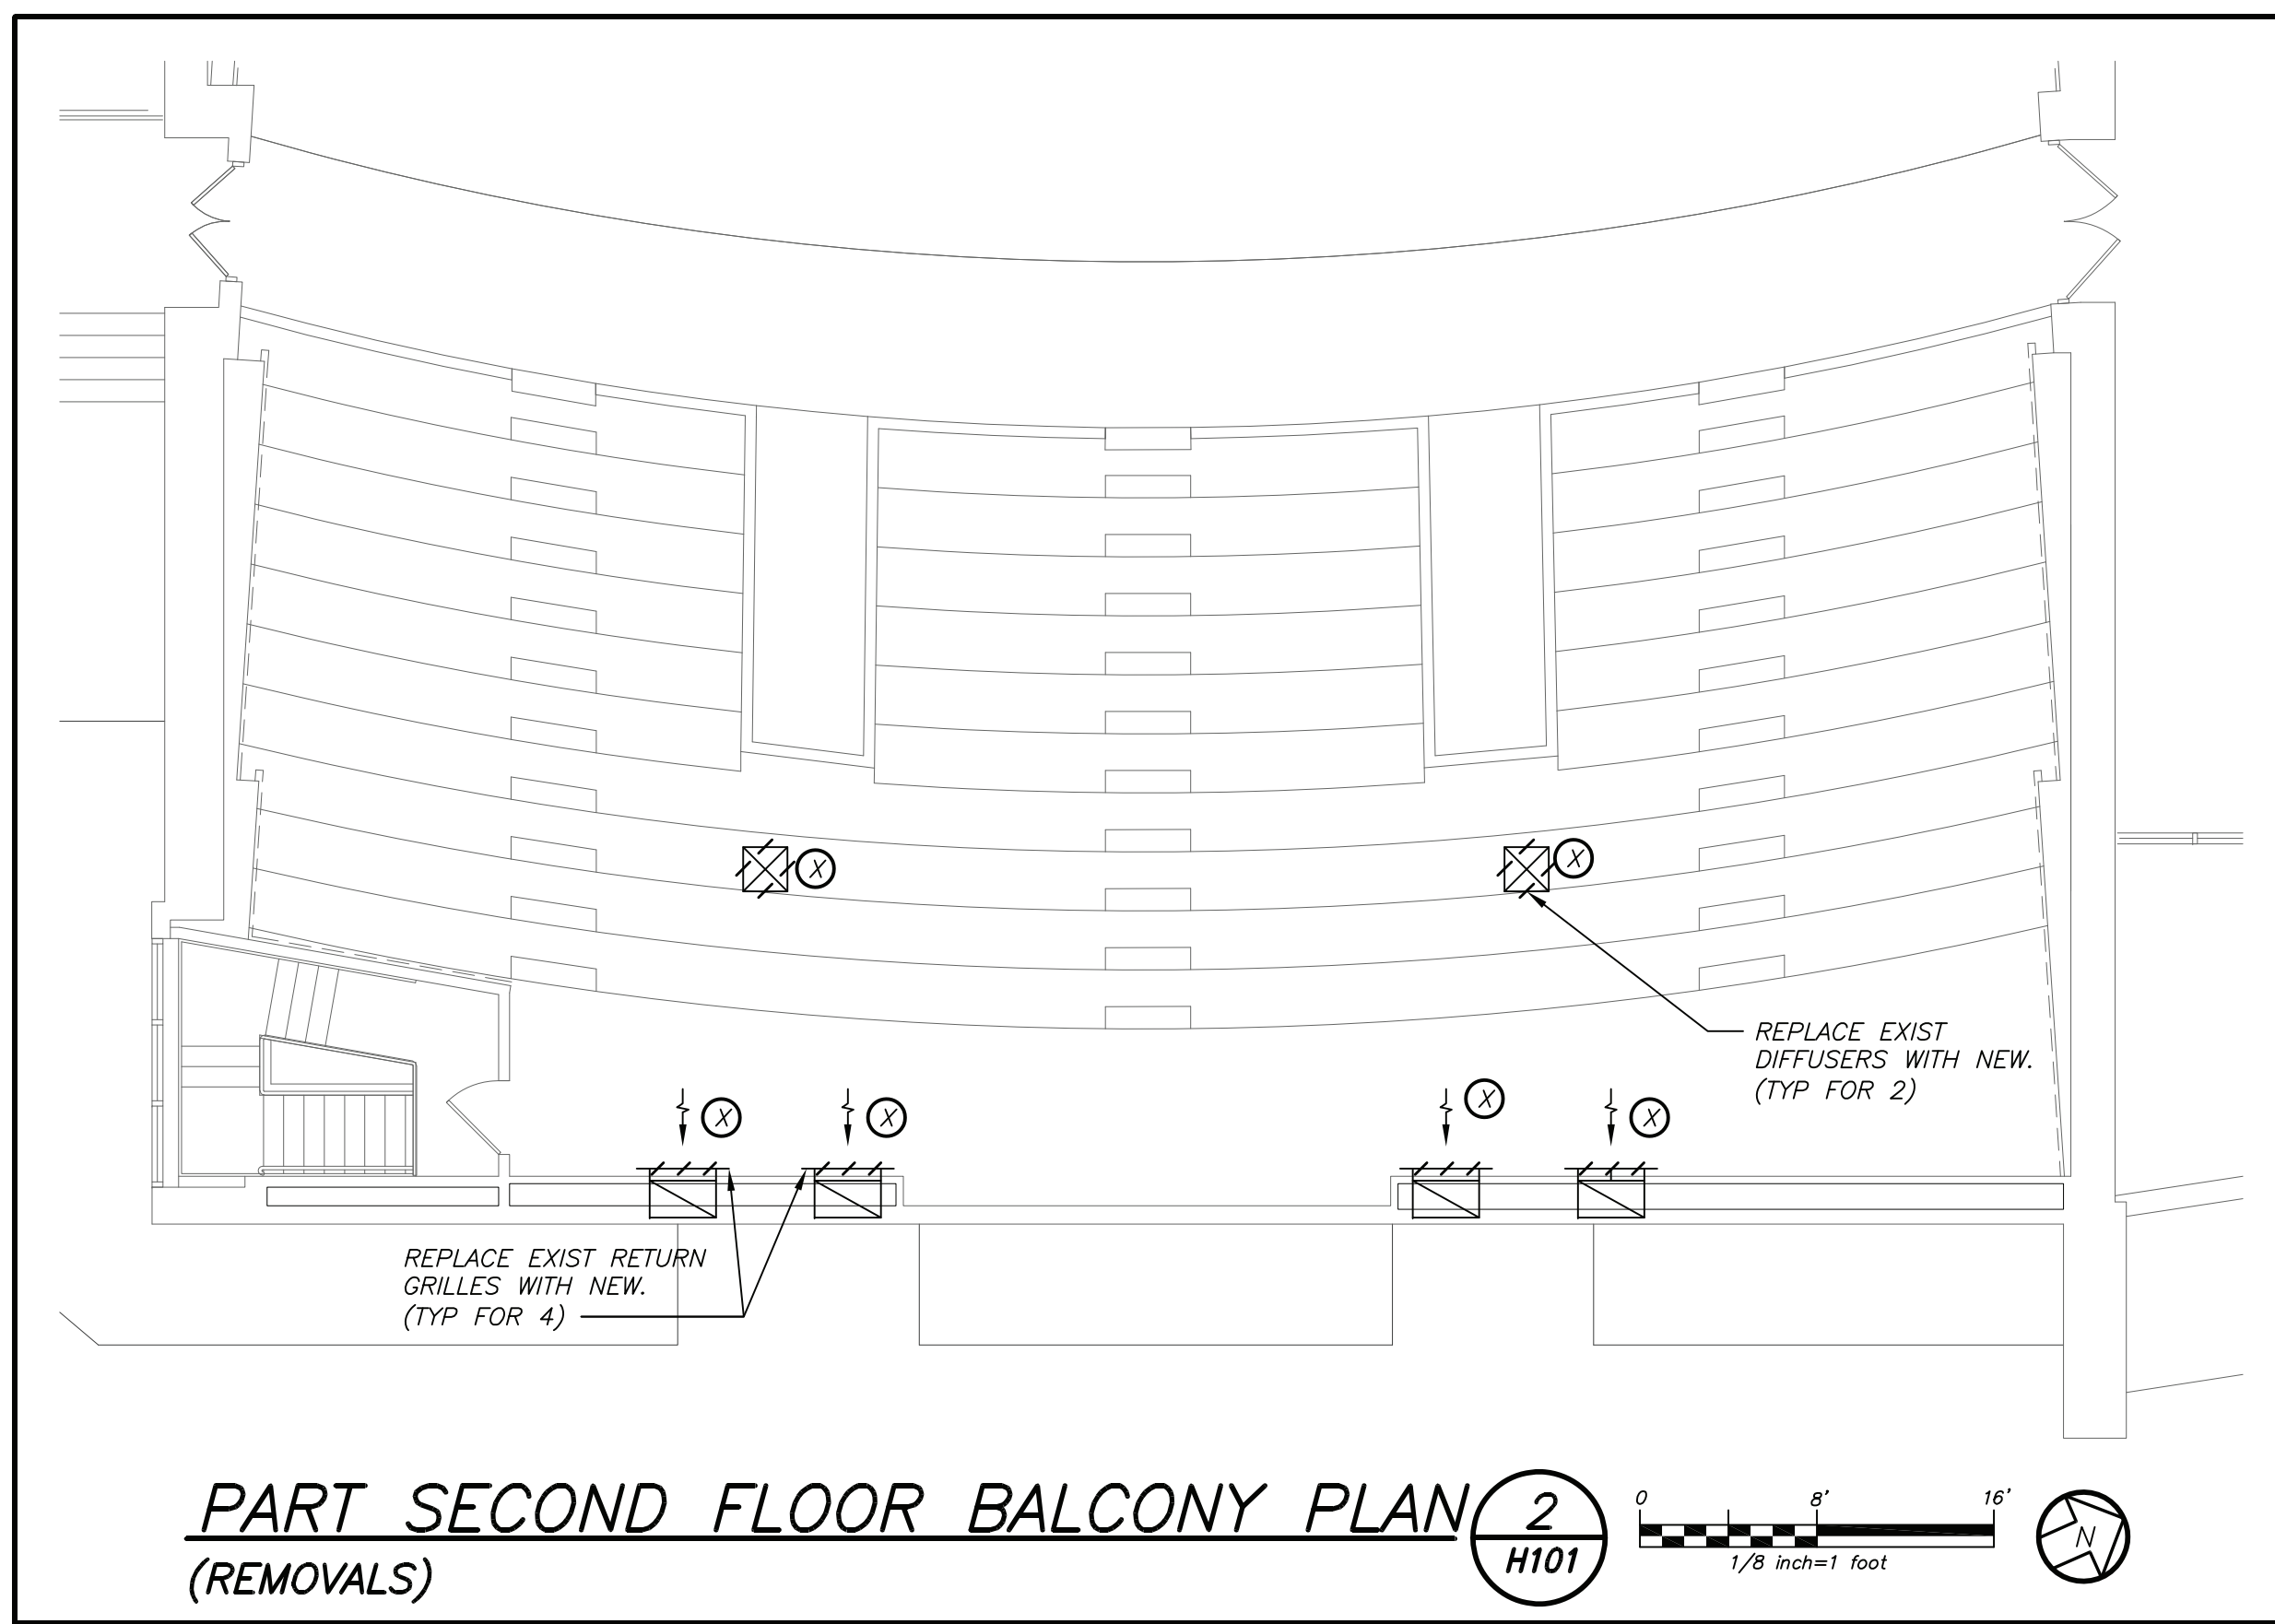 X
X
REPLACE EXIST
DIFFUSERS WITH NEW.
(TYP FOR 2)
X
X
X
X
REPLACE EXIST RETURN
GRILLES WITH NEW.
(TYP FOR 4)
PART SECOND FLOOR BALCONY PLAN
(REMOVALS)
2
H101
0 8' 16'
1/8 inch=1 foot
N